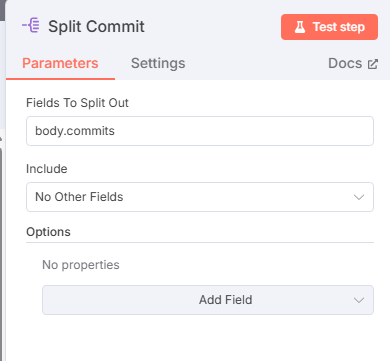 Split Commit
Test step
Parameters
Settings
Docs
Fields To Split Out
body.commits
Include
No Other Fields
Options
No properties
Add Field